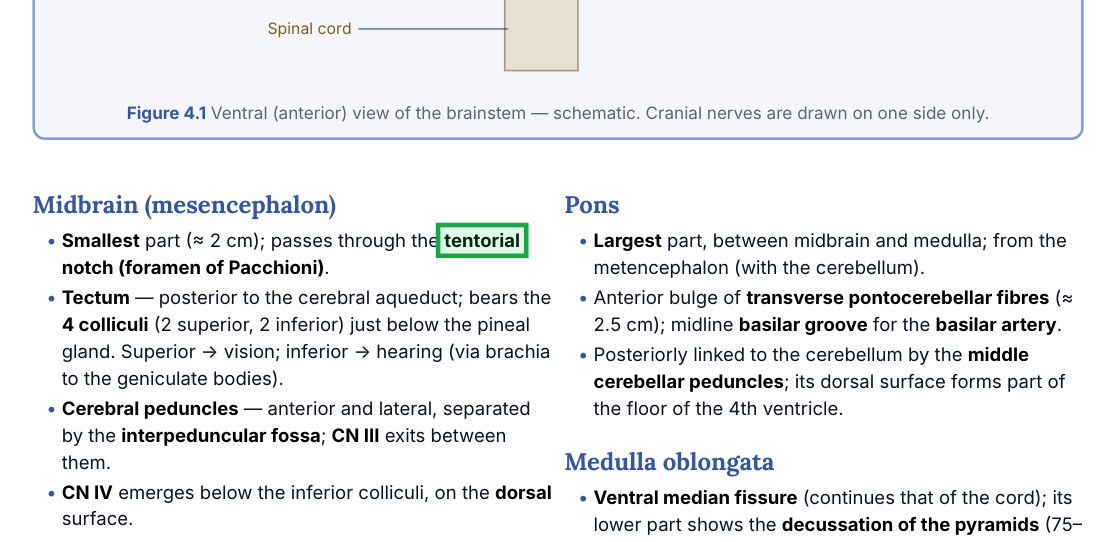 Spinal cord
Figure 4.1 Ventral (anterior) view of the brainstem — schematic. Cranial nerves are drawn on one side only.
Midbrain (mesencephalon)
• Smallest part (≈ 2 cm); passes through the tentorial
notch (foramen of Pacchioni).
• Tectum — posterior to the cerebral aqueduct; bears the
4 colliculi (2 superior, 2 inferior) just below the pineal
gland. Superior → vision; inferior → hearing (via brachia
to the geniculate bodies).
• Cerebral peduncles — anterior and lateral, separated
by the interpeduncular fossa; CN III exits between
them.
• CN IV emerges below the inferior colliculi, on the dorsal
surface.
Pons
• Largest part, between midbrain and medulla; from the
metencephalon (with the cerebellum).
• Anterior bulge of transverse pontocerebellar fibres (≈
2.5 cm); midline basilar groove for the basilar artery.
• Posteriorly linked to the cerebellum by the middle
cerebellar peduncles; its dorsal surface forms part of
the floor of the 4th ventricle.
Medulla oblongata
• Ventral median fissure (continues that of the cord); its
lower part shows the decussation of the pyramids (75–